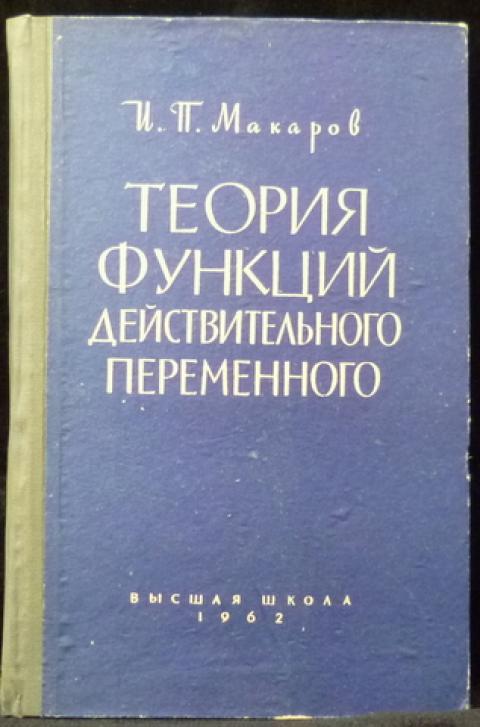 И. П. Макаров
ТЕОРИЯ
ФУНКЦИЙ
ДЕЙСТВИТЕЛЬНОГО
ПЕРЕМЕННОГО
ВЫСШАЯ ШКОЛА
1962